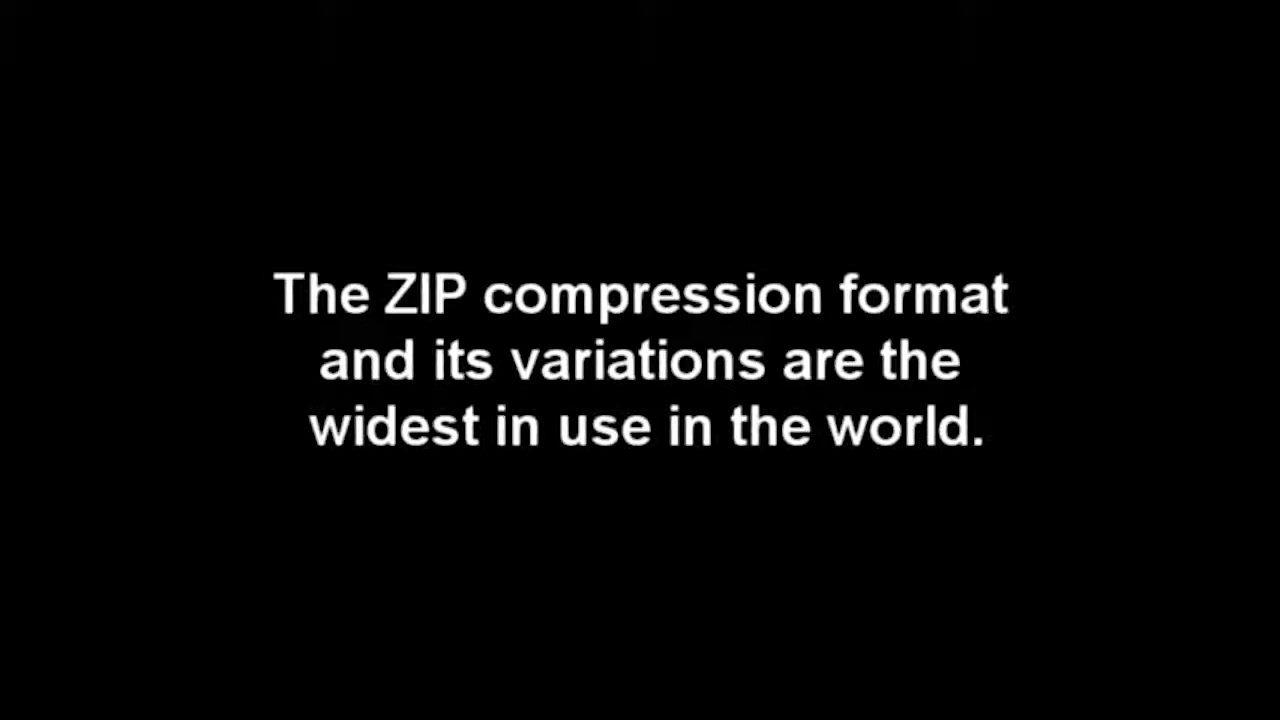 The ZIP compression format
and its variations are the
widest in use in the world.